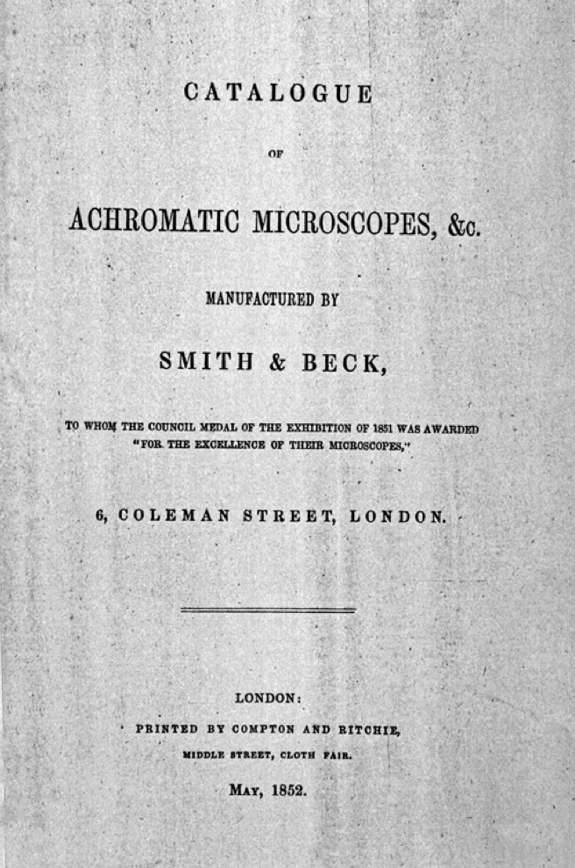 CATALOGUE
OF
ACHROMATIC MICROSCOPES, &c.
MANUFACTURED BY
SMITH & BECK,
TO WHOM THE COUNCIL MEDAL OF THE EXHIBITION OF 1851 WAS AWARDED
"FOR THE EXCELLENCE OF THEIR MICROSCOPES,"
6, COLEMAN STREET, LONDON.
LONDON:
PRINTED BY COMPTON AND RITCHIE,
MIDDLE STREET, CLOTH FAIR.
MAY, 1852.